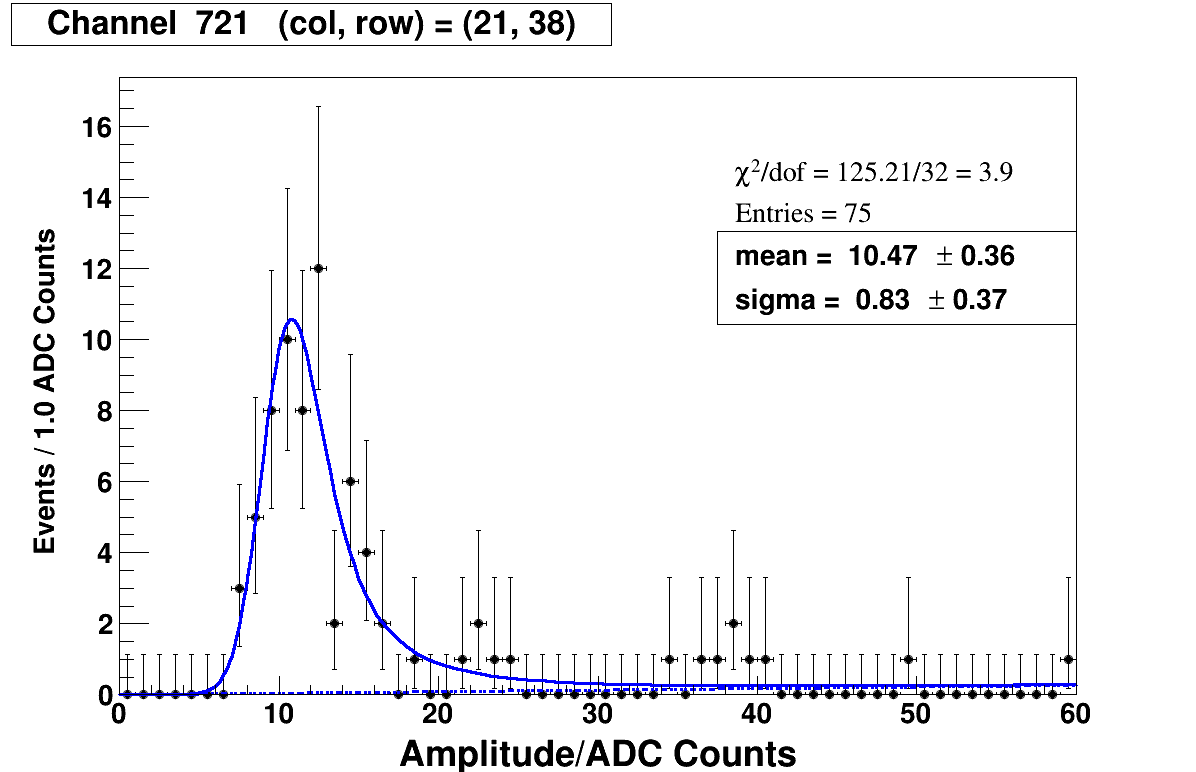 Channel  721   (col, row) = (21, 38)
χ²/dof = 125.21/32 = 3.9
Entries = 75
mean =  10.47  ± 0.36
sigma =  0.83  ± 0.37
Events / 1.0 ADC Counts
16
14
12
10
8
6
4
2
0
0 10 20 30 40 50 60
Amplitude/ADC Counts